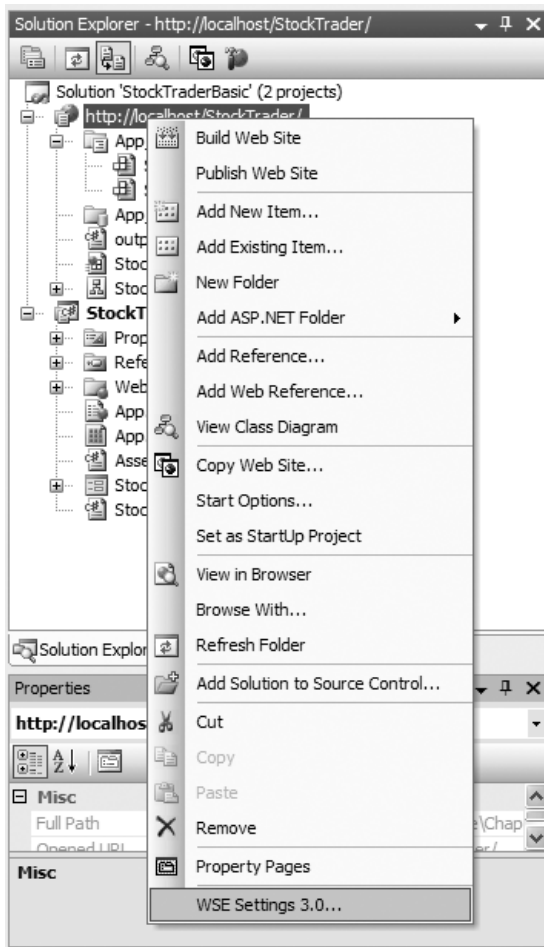 Solution Explorer - http://localhost/StockTrader/
Solution 'StockTraderBasic' (2 projects)
http://localhost/StockTrader/
App_
S
S
App_
outp
Stoc
Stoc
StockT
Prop
Refe
Web
App
App
Asse
Stoc
Stoc
Build Web Site
Publish Web Site
Add New Item...
Add Existing Item...
New Folder
Add ASP.NET Folder
Add Reference...
Add Web Reference...
View Class Diagram
Copy Web Site...
Start Options...
Set as StartUp Project
View in Browser
Browse With...
Refresh Folder
Add Solution to Source Control...
Cut
Copy
Paste
Remove
Property Pages
WSE Settings 3.0...
Solution Explor
Properties
http://localhos
Misc
Full Path
e\Chap
Opened URL
er/
Misc